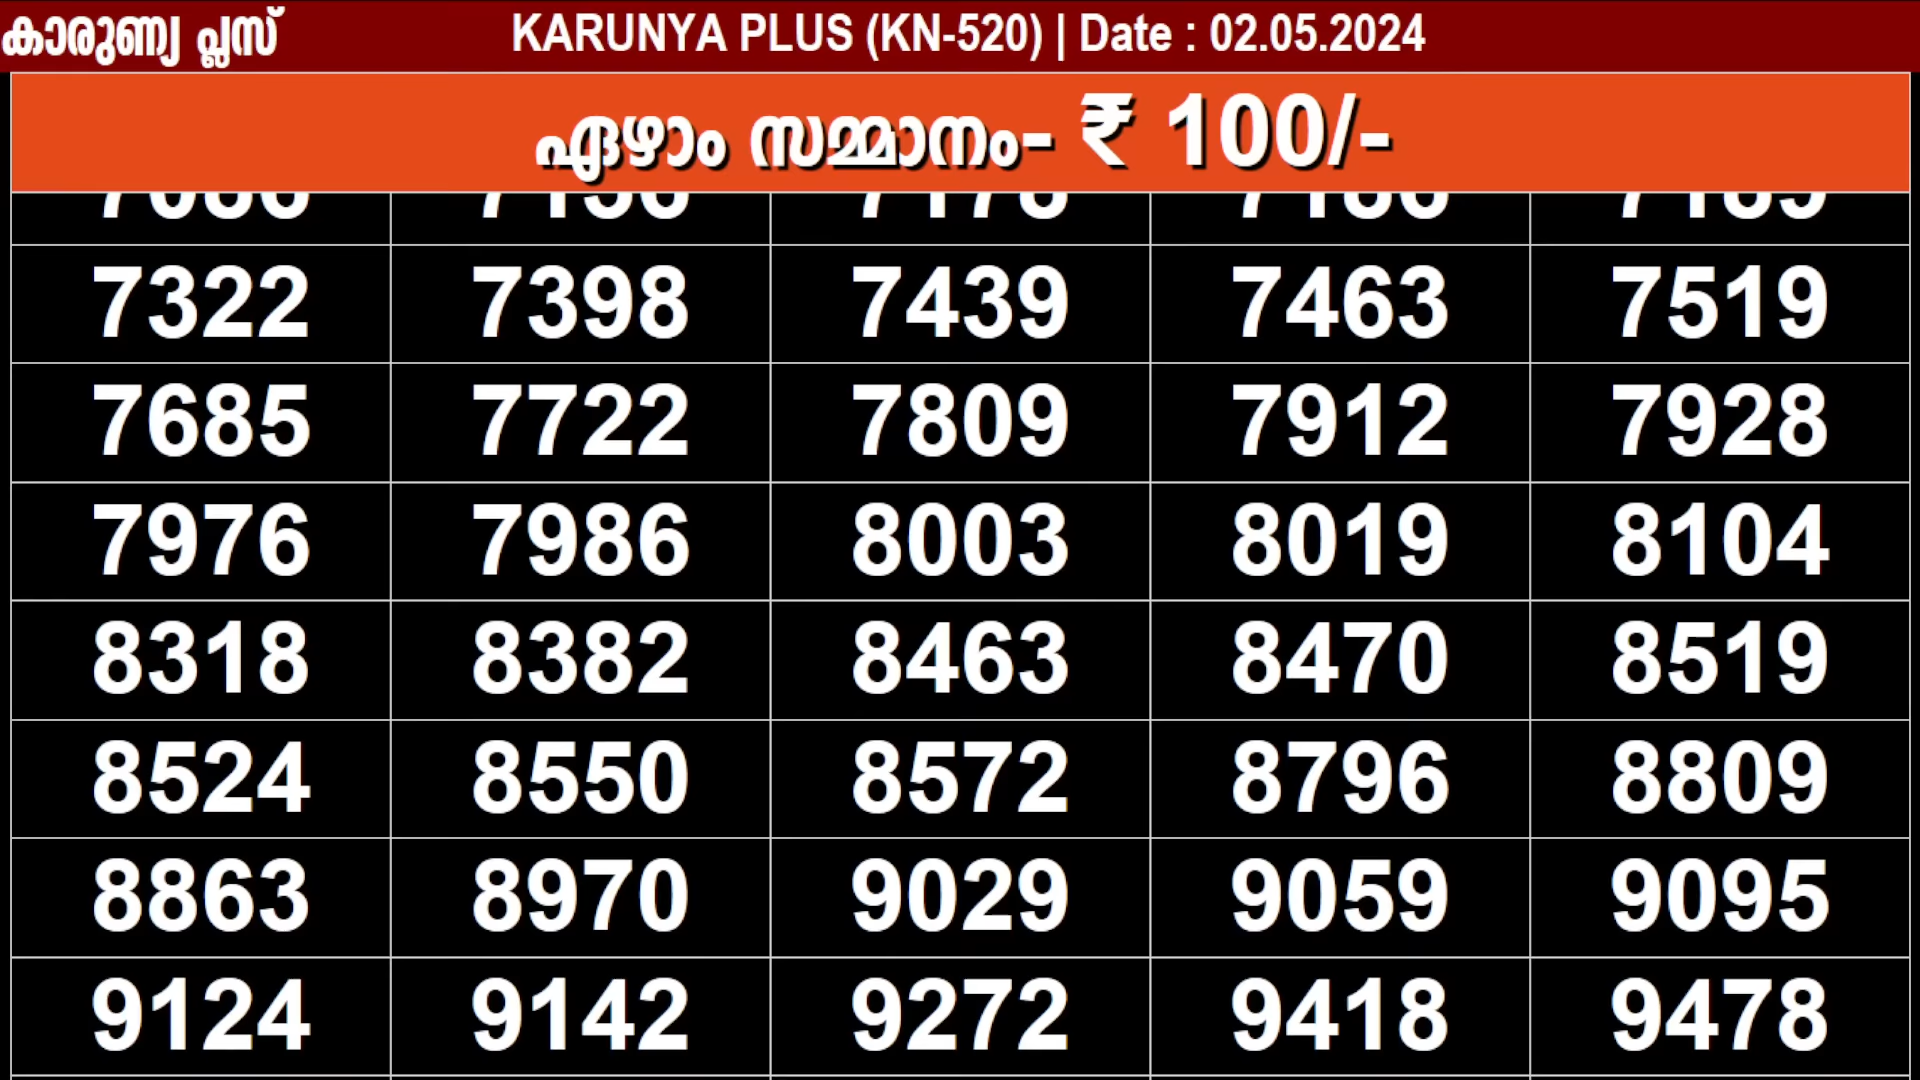 കാരുണ്യ പ്ലസ് KARUNYA PLUS (KN-520) | Date : 02.05.2024
ഏഴാം സമ്മാനം- ₹ 100/-
7322 7398 7439 7463 7519
7685 7722 7809 7912 7928
7976 7986 8003 8019 8104
8318 8382 8463 8470 8519
8524 8550 8572 8796 8809
8863 8970 9029 9059 9095
9124 9142 9272 9418 9478